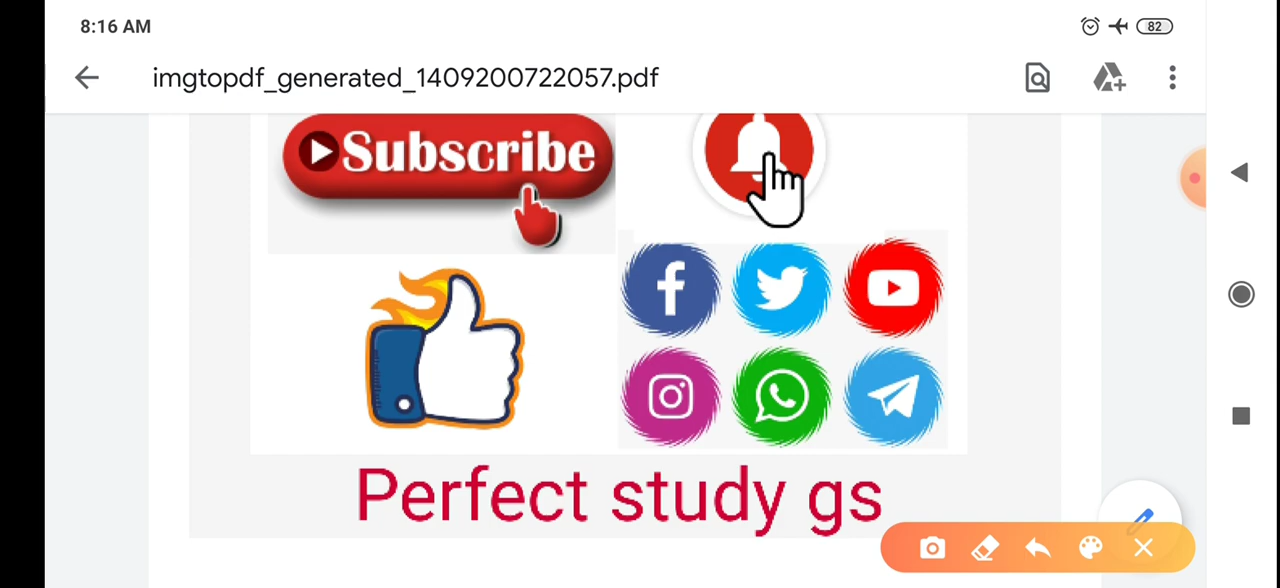 8:16 AM
82
imgtopdf_generated_1409200722057.pdf
Subscribe
Perfect study gs